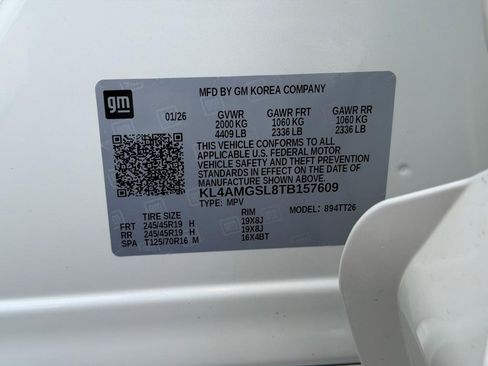 gm
MFD BY GM KOREA COMPANY
01/26 GVWR GAWR FRT GAWR RR
2000 KG 1060 KG 1060 KG
4409 LB 2336 LB 2336 LB
THIS VEHICLE CONFORMS TO ALL
APPLICABLE U.S. FEDERAL MOTOR
VEHICLE SAFETY AND THEFT PREVENTION
STANDARDS IN EFFECT ON THE DATE OF
MANUFACTURE SHOWN ABOVE.
KL4AMGSL8TB157609
TYPE: MPV MODEL: 894TT26
TIRE SIZE RIM
FRT 245/45R19 H 19X8J
RR 245/45R19 H 19X8J
SPA T125/70R16 M 16X4BT